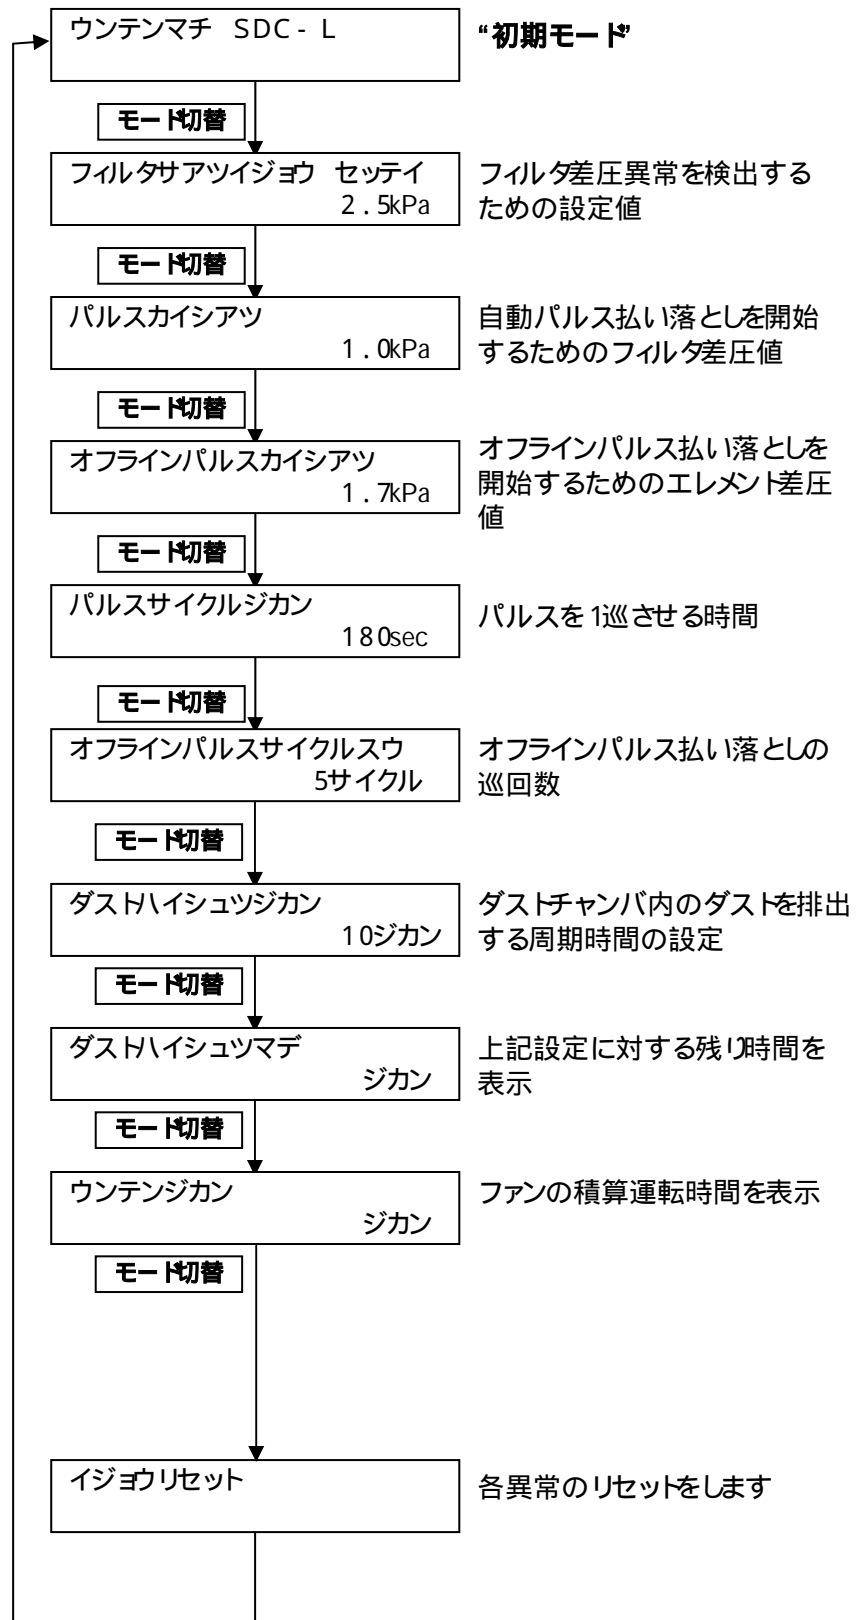 ウンテンマチ SDC - L
“初期モード”
モード切替
フィルタサアツイジョウ セッテイ
2.5kPa
フィルタ差圧異常を検出する
ための設定値
モード切替
パルスカイシアツ
1.0kPa
自動パルス払い落としを開始
するためのフィルタ差圧値
モード切替
オフラインパルスカイシアツ
1.7kPa
オフラインパルス払い落としを
開始するためのエレメント差圧
値
モード切替
パルスサイクルジカン
180sec
パルスを1巡させる時間
モード切替
オフラインパルスサイクルスウ
5サイクル
オフラインパルス払い落としの
巡回数
モード切替
ダストハイシュツジカン
10ジカン
ダストチャンバ内のダストを排出
する周期時間の設定
モード切替
ダストハイシュツマデ
ジカン
上記設定に対する残り時間を
表示
モード切替
ウンテンジカン
ジカン
ファンの積算運転時間を表示
モード切替
イジョウリセット
各異常のリセットをします